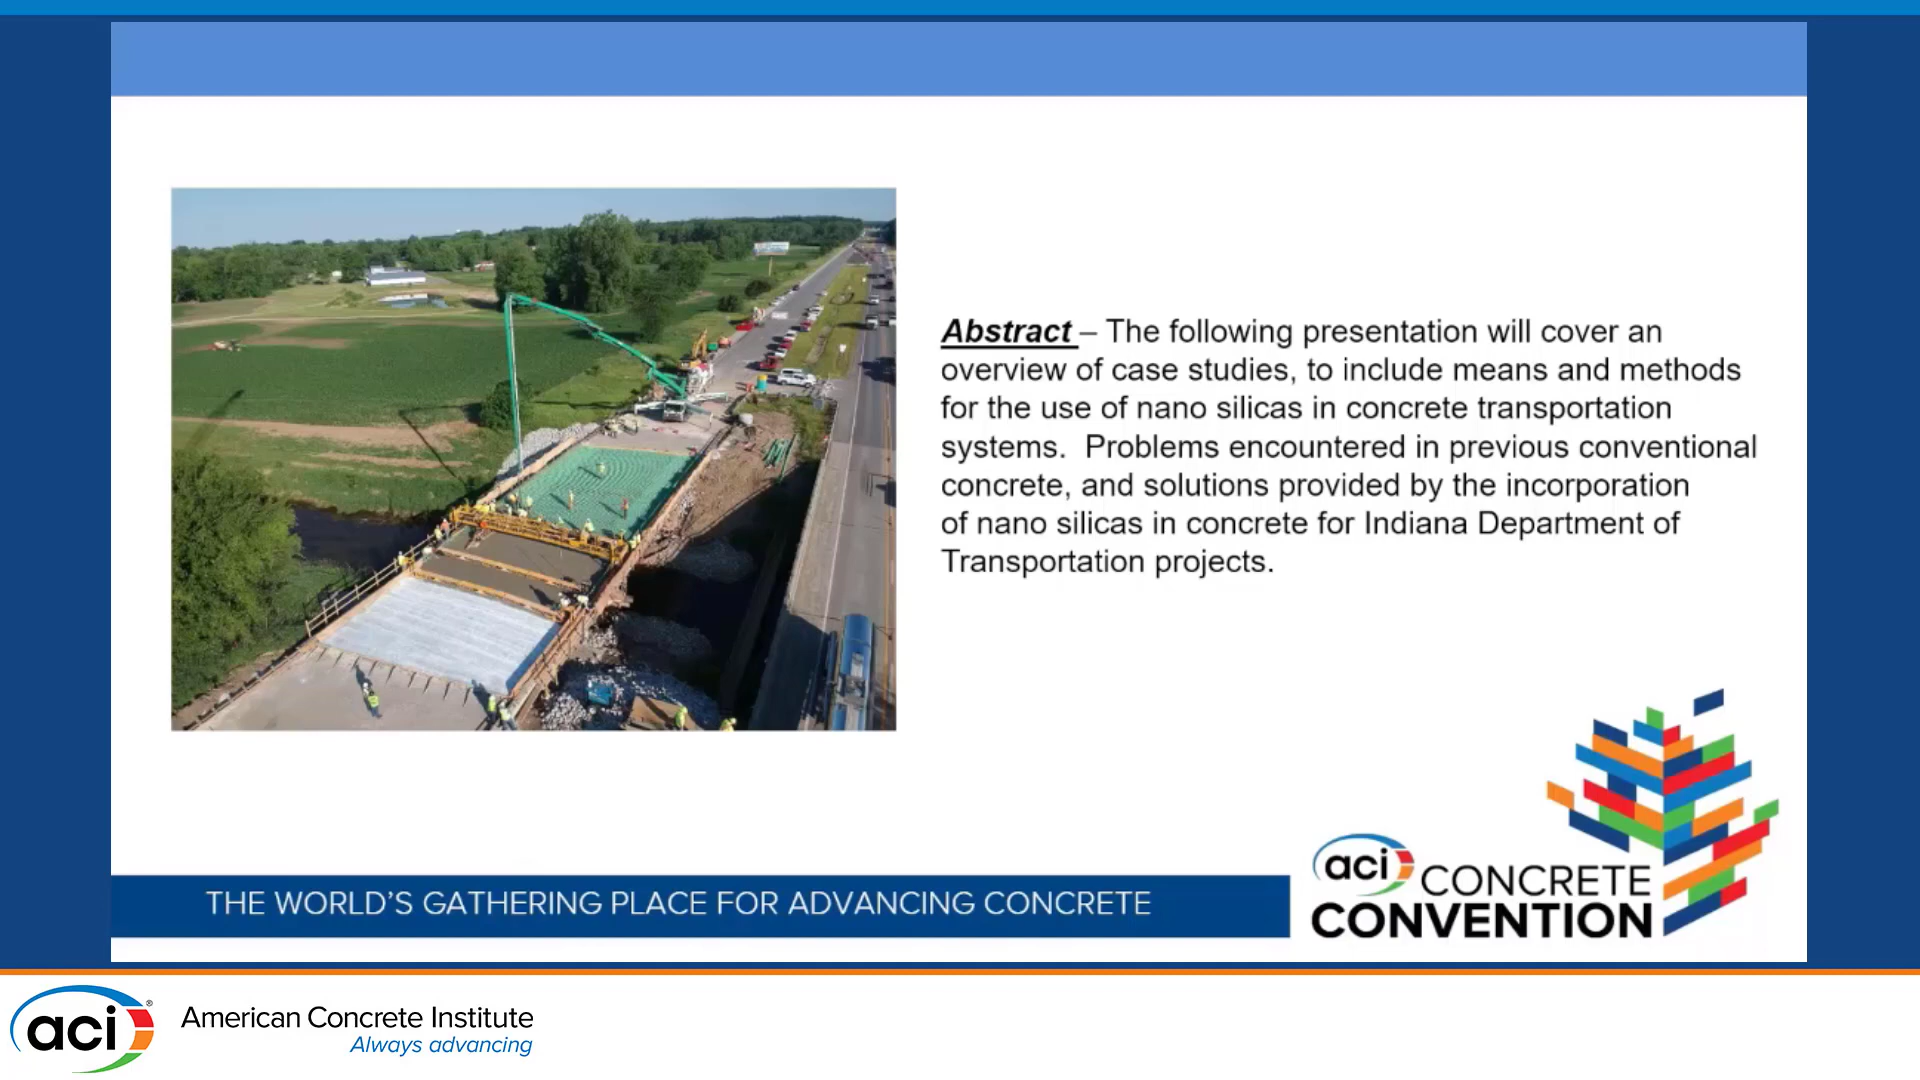 Abstract – The following presentation will cover an
overview of case studies, to include means and methods
for the use of nano silicas in concrete transportation
systems.  Problems encountered in previous conventional
concrete, and solutions provided by the incorporation
of nano silicas in concrete for Indiana Department of
Transportation projects.
THE WORLD'S GATHERING PLACE FOR ADVANCING CONCRETE
aci CONCRETE
CONVENTION
aci®
American Concrete Institute
Always advancing